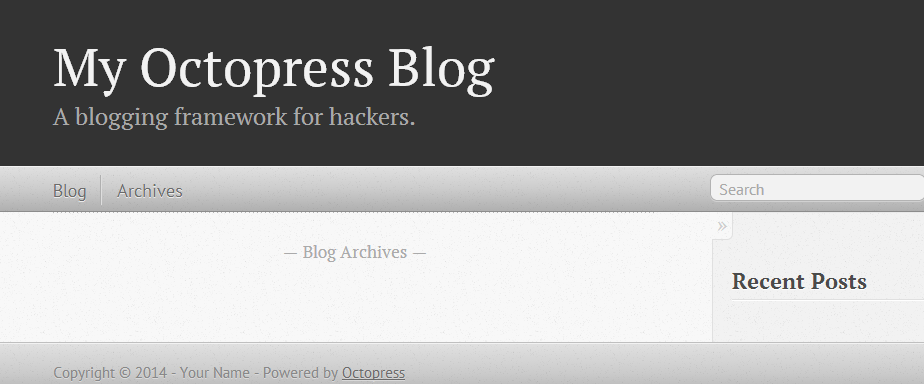 My Octopress Blog
A blogging framework for hackers.
Blog
Archives
Search
»
— Blog Archives —
Recent Posts
Copyright © 2014 - Your Name - Powered by Octopress